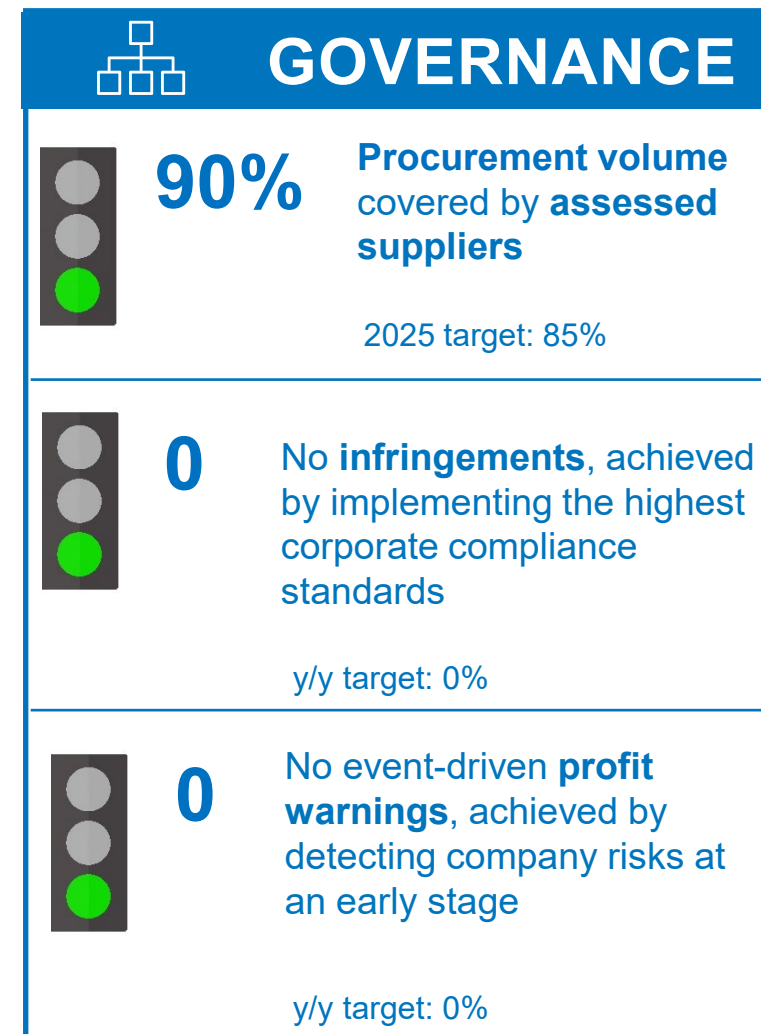 GOVERNANCE
90%
Procurement volume
covered by assessed
suppliers
2025 target: 85%
0
No infringements, achieved
by implementing the highest
corporate compliance
standards
y/y target: 0%
0
No event-driven profit
warnings, achieved by
detecting company risks at
an early stage
y/y target: 0%